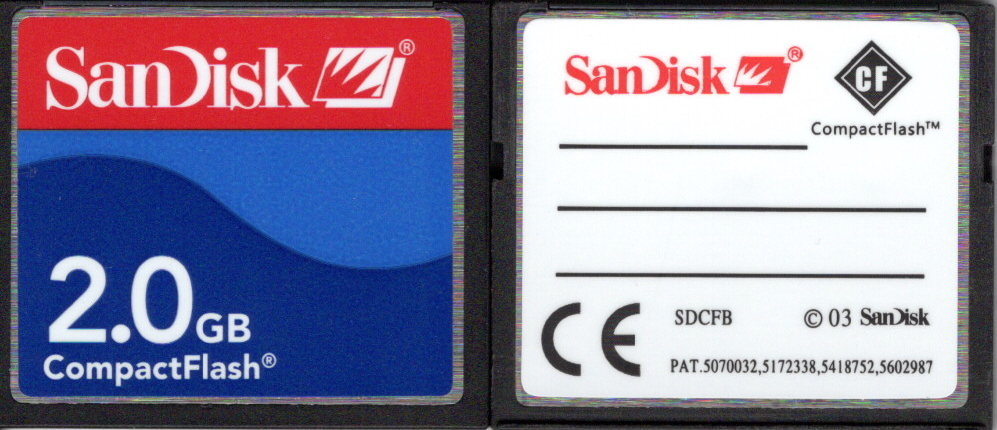 SanDisk®
2.0GB
CompactFlash®
SanDisk®
CF
CompactFlash™
CE SDCFB © 03 SanDisk
PAT.5070032,5172338,5418752,5602987